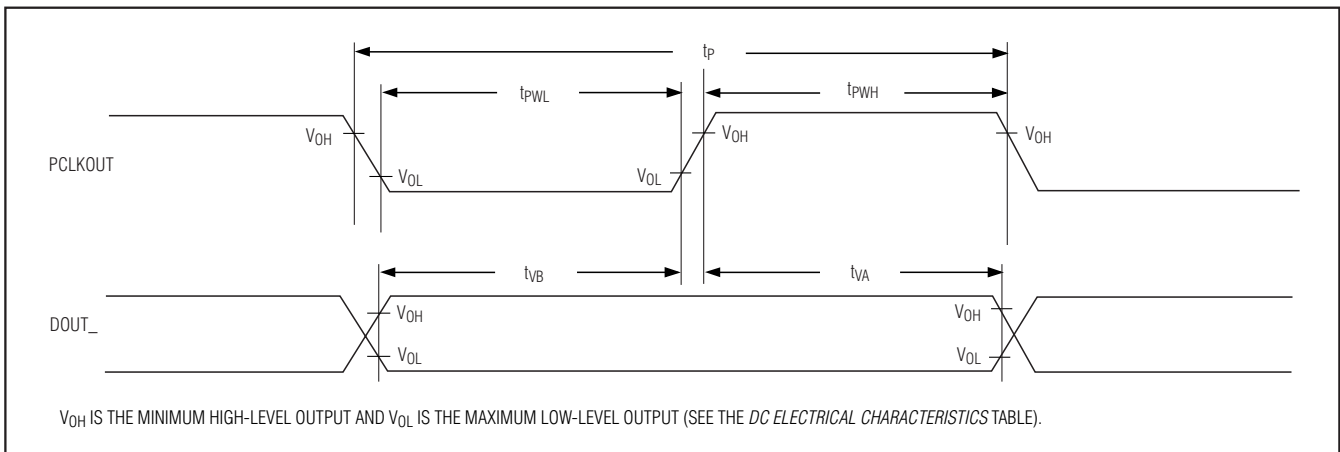 tP
tPWL
tPWH
VOH
VOH
VOH
PCLKOUT
VOL
VOL
tVB
tVA
VOH
VOH
DOUT_
VOL
VOL
VOH IS THE MINIMUM HIGH-LEVEL OUTPUT AND VOL IS THE MAXIMUM LOW-LEVEL OUTPUT (SEE THE DC ELECTRICAL CHARACTERISTICS TABLE).